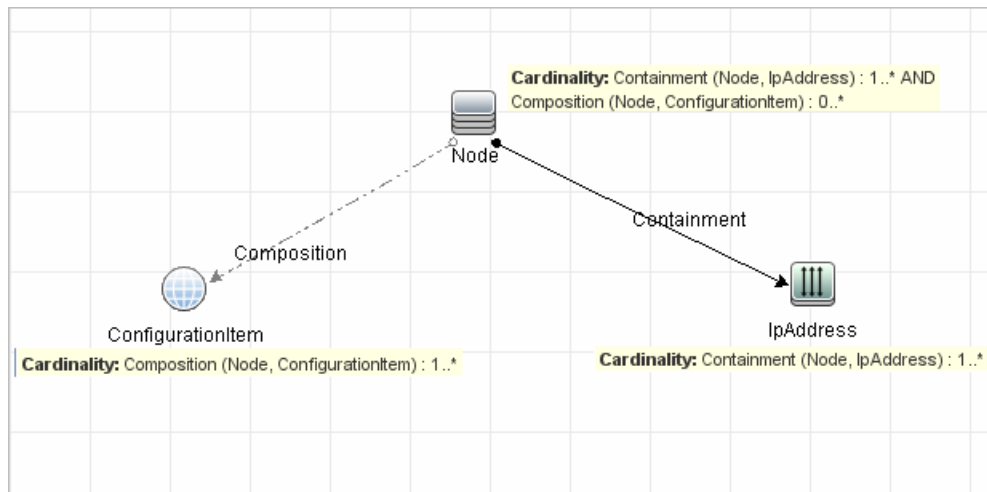 Cardinality: Containment (Node, IpAddress) : 1..* AND
Composition (Node, ConfigurationItem) : 0..*
Node
Containment
Composition
ConfigurationItem
IpAddress
Cardinality: Composition (Node, ConfigurationItem) : 1..*
Cardinality: Containment (Node, IpAddress) : 1..*